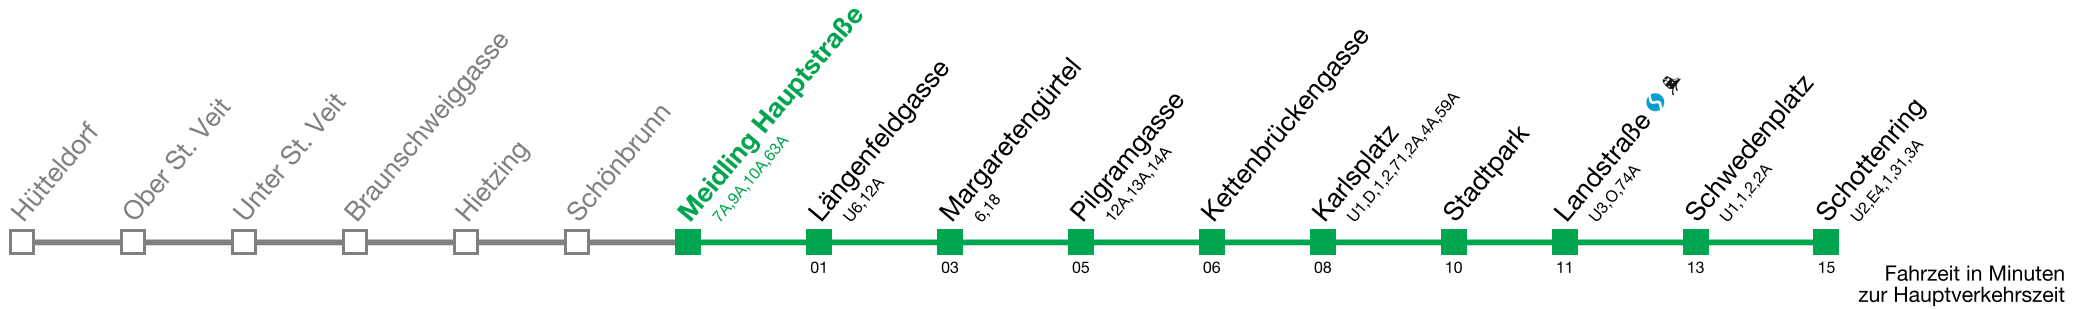 Hütteldorf
Ober St. Veit
Unter St. Veit
Braunschweiggasse
Hietzing
Schönbrunn
Meidling Hauptstraße
7A,9A,10A,63A
Längenfeldgasse
U6,12A
Margaretengürtel
6,18
Pilgramgasse
12A,13A,14A
Kettenbrückengasse
Karlsplatz
U1,D,1,2,71,2A,4A,59A
Stadtpark
Landstraße
U3,O,74A
Schwedenplatz
U1,1,2,2A
Schottenring
U2,E4,1,31,3A
01
03
05
06
08
10
11
13
15
Fahrzeit in Minuten
zur Hauptverkehrszeit